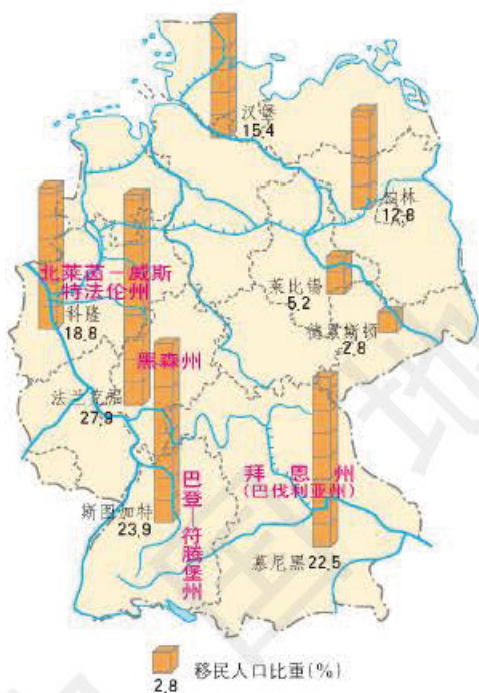 汉堡
15.4
柏林
12.8
北莱茵—威斯
特法伦州
科隆
18.8
莱比锡
5.2
德累斯顿
2.8
黑森州
法兰克福
27.9
斯图加特
23.9
巴登—符腾堡州
拜恩州
(巴伐利亚州)
慕尼黑22.5
移民人口比重(%)
2.8